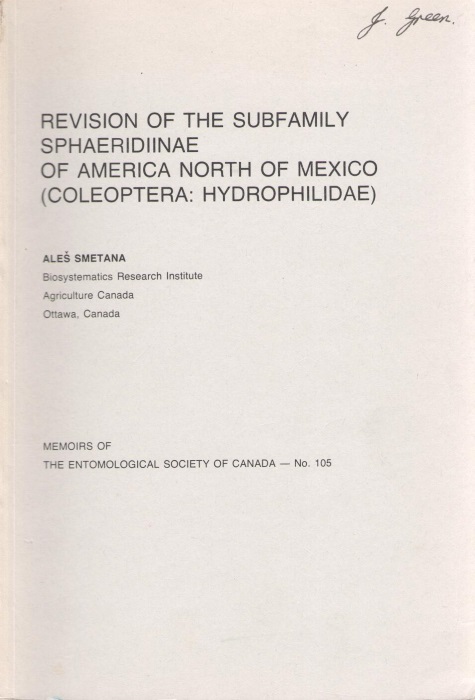 J. Green.
REVISION OF THE SUBFAMILY
SPHAERIDIINAE
OF AMERICA NORTH OF MEXICO
(COLEOPTERA: HYDROPHILIDAE)
ALEŠ SMETANA
Biosystematics Research Institute
Agriculture Canada
Ottawa, Canada
MEMOIRS OF
THE ENTOMOLOGICAL SOCIETY OF CANADA — No. 105